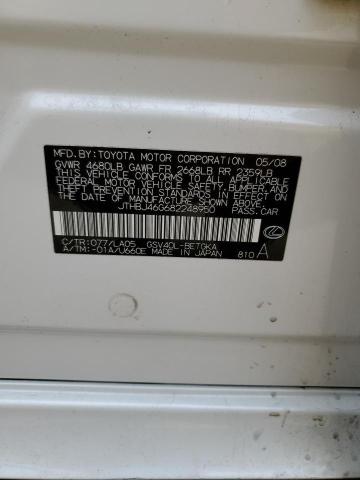 MFD.BY:TOYOTA MOTOR CORPORATION 05/08
GVWR 4680LB GAWR FR 2668LB RR 2359LB
THIS VEHICLE CONFORMS TO ALL APPLICABLE
FEDERAL MOTOR VEHICLE SAFETY, BUMPER, AND
THEFT PREVENTION STANDARDS IN EFFECT ON
THE DATE OF MANUFACTURE SHOWN ABOVE.
JTHBJ46G682248950 PASS.CAR
C/TR:077/LA05 GSV40L-BETGKA
A/TM:-01A/U660E MADE IN JAPAN 810 A